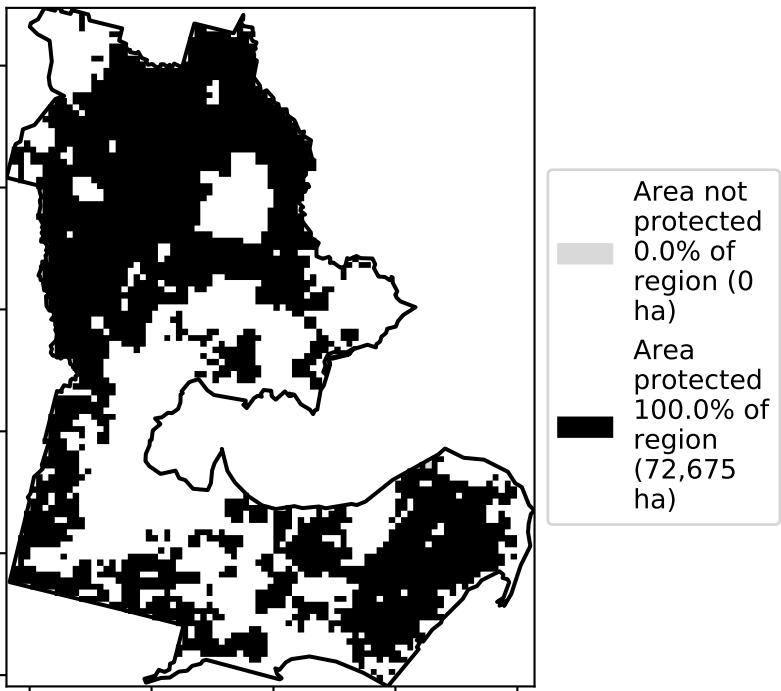 Area not
protected
0.0% of
region (0
ha)
Area
protected
100.0% of
region
(72,675
ha)